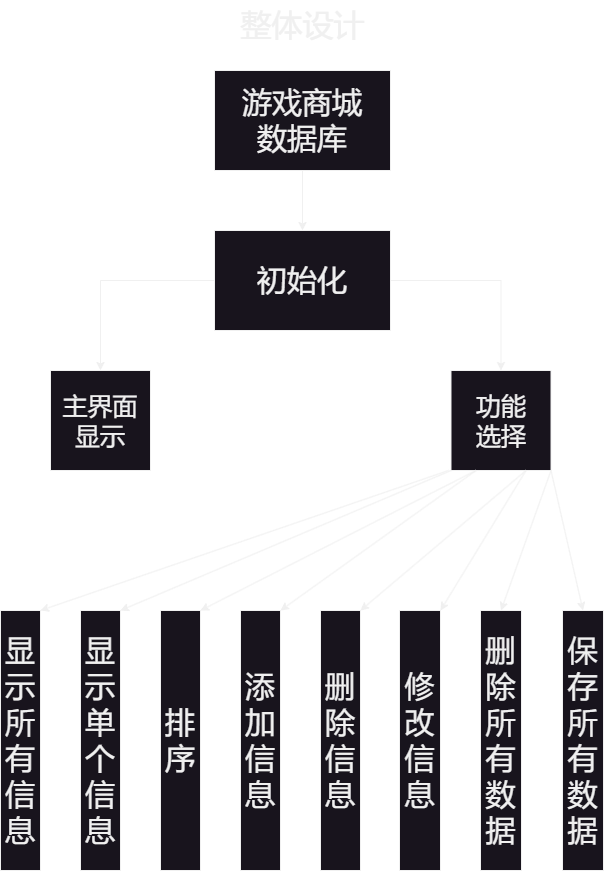 整体设计
游戏商城
数据库
初始化
主界面
显示
功能
选择
显示所有信息
显示单个信息
排序
添加信息
删除信息
修改信息
删除所有数据
保存所有数据